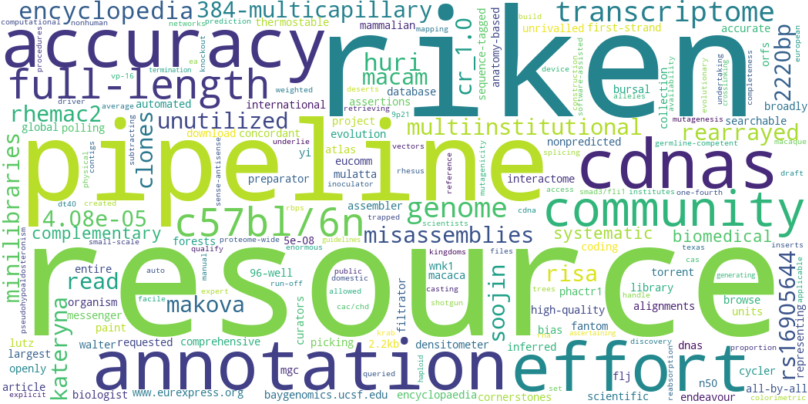 encyclopedia 384-multicapillary transcriptome
computational nonhuman networks prediction thermostable mammalian mapping build unrivalled first-strand accurate european
accuracy riken cr_1.0 sequence-tagged anatomy-based orfs 2220bp
procedures vp-16 knockout ea huri macam device bursal alleles collection availability undertaking completeness
full-length termination weighted database
driver average international deserts retrieving assertions 9p21 evolutionary crosslinking broadly
rhemac2 automated unutilized project multiinstitutional mutagenesis searchable
global polling clones subtracting download concordant evolution vectors nonpredicted germline-competent macaque rearrayed
minilibraries pipeline cdnas
physical contigs sense-antisense underlie yi atlas eucomm mulatta rhesus reference mutagenicity interactome splicing draft
created preparator inoculator access smad3/fli1 institutes one-fourth
4.08e-05 dt40 c57bl/6n rbps assembler trapped cdna scientists genome community
complementary forests proteome-wide enormous guidelines misassemblies systematic biomedical
small-scale 5e-08 kingdoms coding texas inserts
pseudohypoaldosteronism read entire qualify auto manual files trees cas applicable
resource
organism facile 96-well public domestic wnk1 macaca risa torrent browse rs16905644 representing
kateryna messenger makova run-off allowed filtrator casting phactr1 library units
paint expert cac/chd soojin shotgun high-quality handle generating
lutz walter requested comprehensive curators picking 2.2kb krab densitometer fantom alignments
largest annotation inferred bias effort dnas discovery proportion cycler
openly mgc queried haploid flj scientific n50 all-by-all
article endeavour
explicit biologist www.eurexpress.org baygenomics.ucsf.edu encyclopaedia cornerstones set reabsorption colorimetric